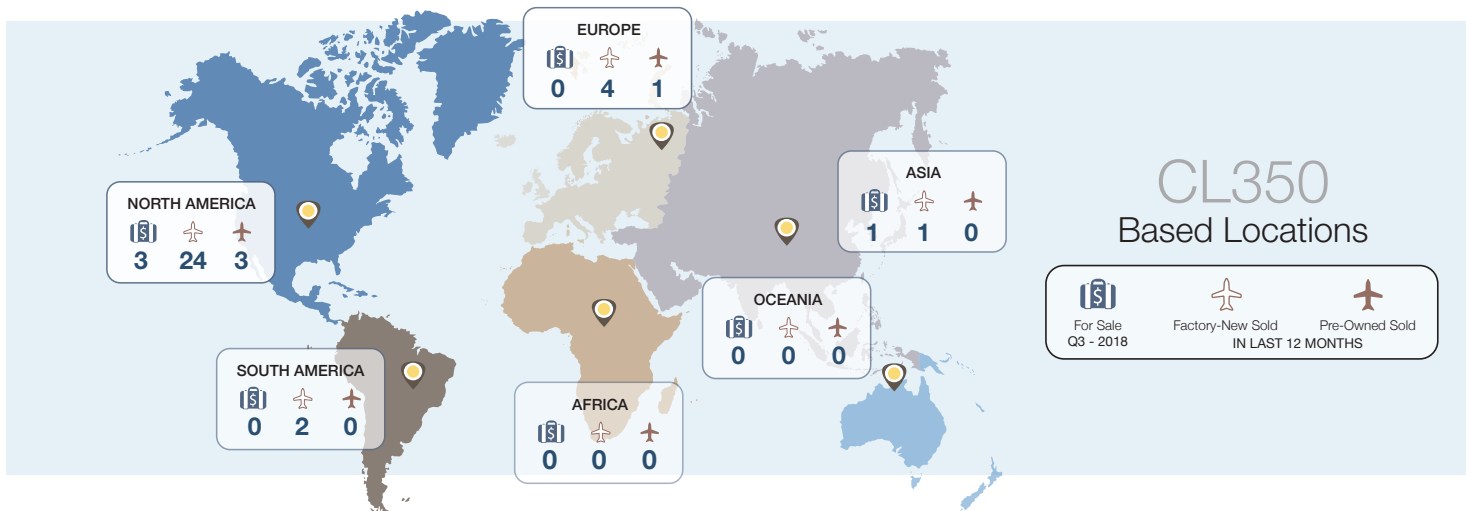 EUROPE
0 4 1
ASIA
1 1 0
NORTH AMERICA
3 24 3
OCEANIA
0 0 0
SOUTH AMERICA
0 2 0
AFRICA
0 0 0
CL350
Based Locations
For Sale
Q3 - 2018
Factory-New Sold Pre-Owned Sold
IN LAST 12 MONTHS